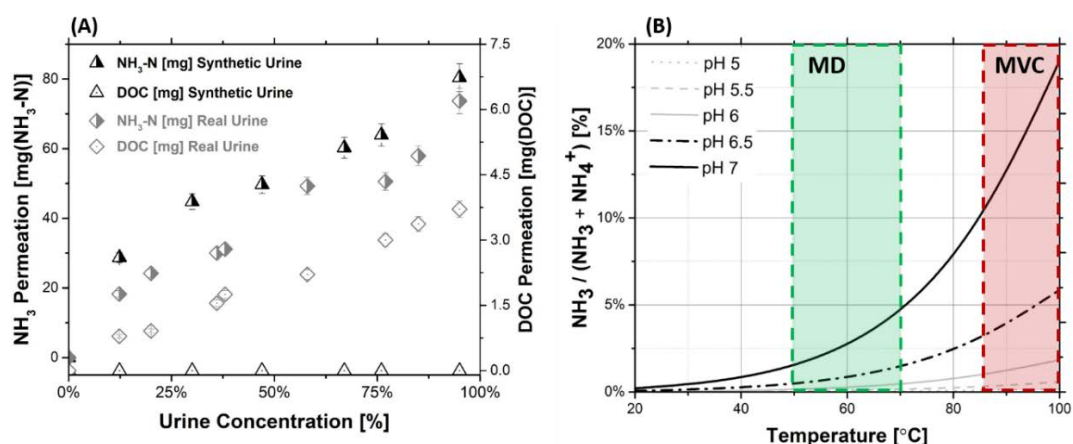 (A)
NH3 Permeation [mg(NH3-N)]
80
60
40
20
0
NH3-N [mg] Synthetic Urine
DOC [mg] Synthetic Urine
NH3-N [mg] Real Urine
DOC [mg] Real Urine
7.5
6.0
4.5
3.0
1.5
0.0
DOC Permeation [mg(DOC)]
0% 25% 50% 75% 100%
Urine Concentration [%]
(B)
NH3 / (NH3 + NH4+) [%]
20%
15%
10%
5%
0%
pH 5
pH 5.5
pH 6
pH 6.5
pH 7
MD
MVC
20 40 60 80 100
Temperature [°C]